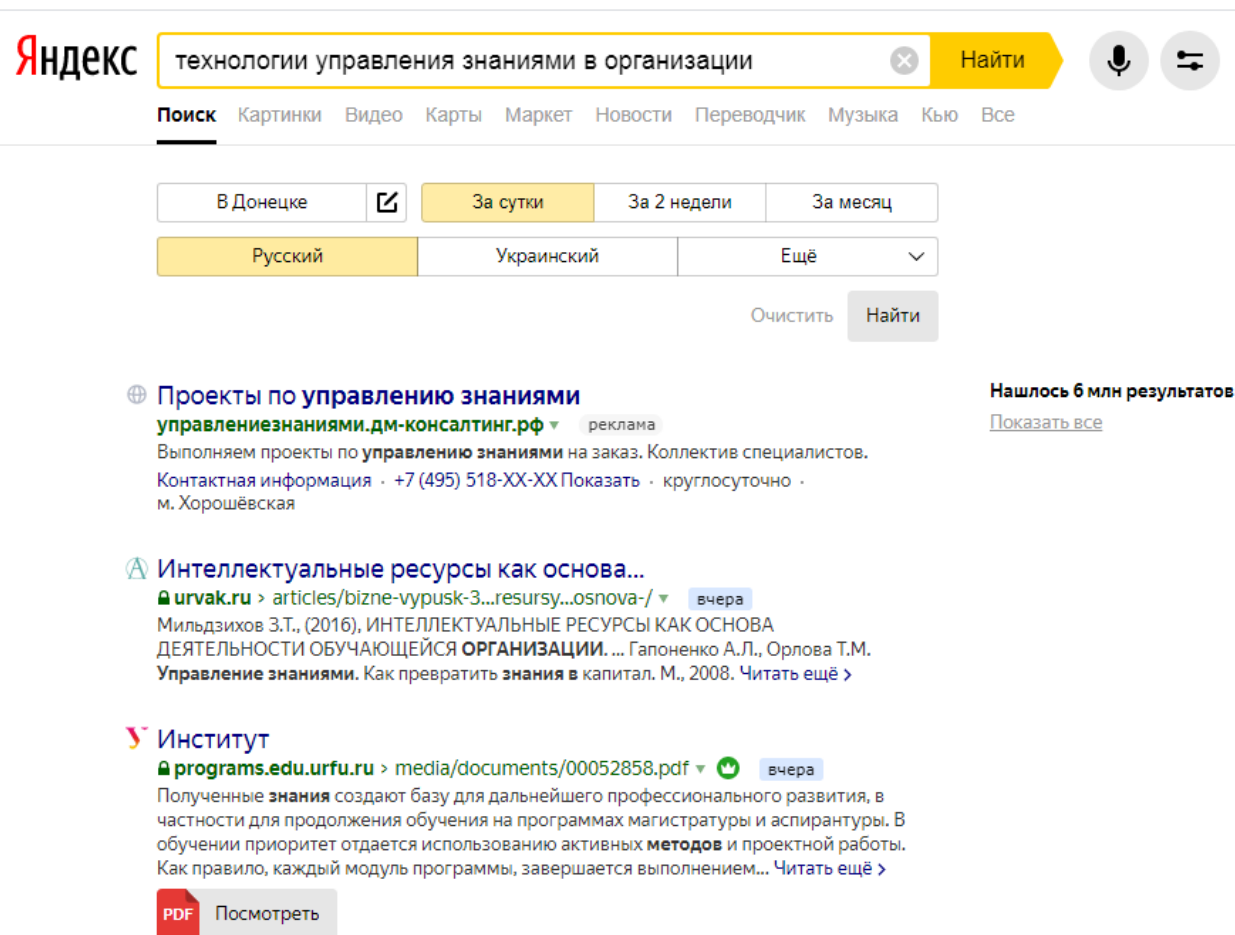 Яндекс
технологии управления знаниями в организации
Найти
Поиск Картинки Видео Карты Маркет Новости Переводчик Музыка Кью Все
В Донецке За сутки За 2 недели За месяц
Русский Украинский Ещё
Очистить Найти
Проекты по управлению знаниями
управлениезнаниями.дм-консалтинг.рф реклама
Выполняем проекты по управлению знаниями на заказ. Коллектив специалистов.
Контактная информация · +7 (495) 518-XX-XX Показать · круглосуточно ·
м. Хорошёвская
Нашлось 6 млн результатов
Показать все
Интеллектуальные ресурсы как основа...
urvak.ru › articles/bizne-vypusk-3...resursy...osnova-/ вчера
Мильдзихов З.Т., (2016), ИНТЕЛЛЕКТУАЛЬНЫЕ РЕСУРСЫ КАК ОСНОВА
ДЕЯТЕЛЬНОСТИ ОБУЧАЮЩЕЙСЯ ОРГАНИЗАЦИИ. ... Гапоненко А.Л., Орлова Т.М.
Управление знаниями. Как превратить знания в капитал. М., 2008. Читать ещё >
Институт
programs.edu.urfu.ru › media/documents/00052858.pdf вчера
Полученные знания создают базу для дальнейшего профессионального развития, в
частности для продолжения обучения на программах магистратуры и аспирантуры. В
обучении приоритет отдается использованию активных методов и проектной работы.
Как правило, каждый модуль программы, завершается выполнением... Читать ещё >
PDF Посмотреть